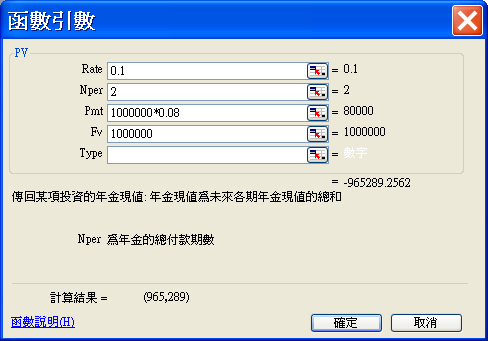 函數引數
PV
Rate 0.1 = 0.1
Nper 2 = 2
Pmt 1000000*0.08 = 80000
Fv 1000000 = 1000000
Type = 數字
= -965289.2562
傳回某項投資的年金現值: 年金現值為未來各期年金現值的總和
Nper 為年金的總付款期數
計算結果 = (965,289)
函數說明(H) 確定 取消